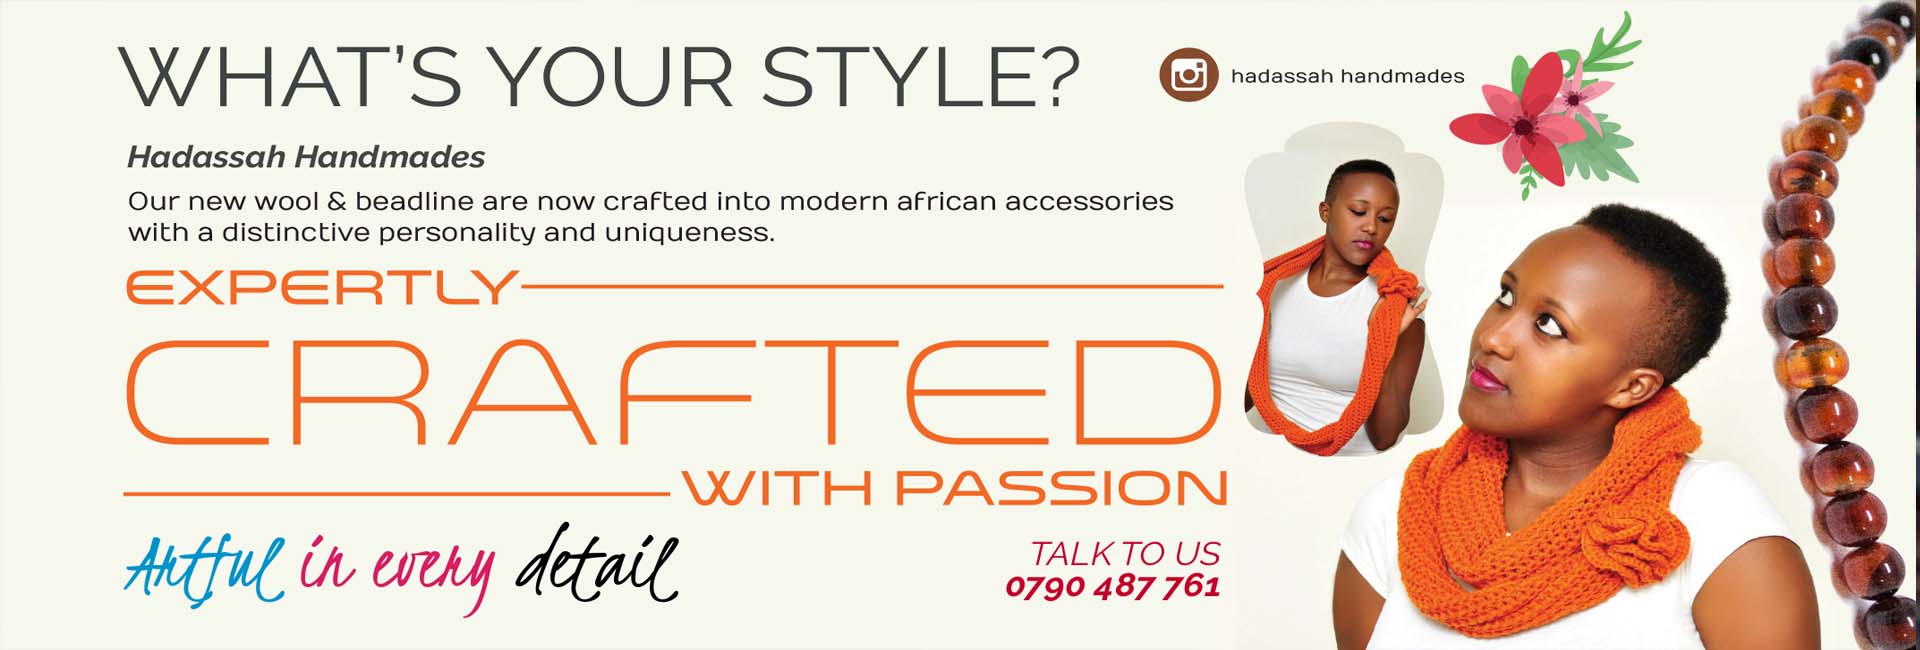 WHAT'S YOUR STYLE?
hadassah handmades
Hadassah Handmades
Our new wool & beadline are now crafted into modern african accessories
with a distinctive personality and uniqueness.
EXPERTLY
CRAFTED
WITH PASSION
Artful in every detail
TALK TO US
0790 487 761